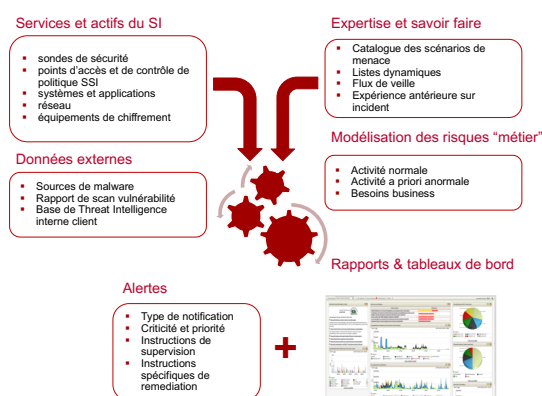 Services et actifs du SI
sondes de sécurité
points d'accès et de contrôle de
politique SSI
systèmes et applications
réseau
équipements de chiffrement
Données externes
Sources de malware
Rapport de scan vulnérabilité
Base de Threat Intelligence
interne client
Expertise et savoir faire
Catalogue des scénarios de
menace
Listes dynamiques
Flux de veille
Expérience antérieure sur
incident
Modélisation des risques “métier”
Activité normale
Activité a priori anormale
Besoins business
Rapports & tableaux de bord
Alertes
Type de notification
Criticité et priorité
Instructions de
supervision
Instructions
spécifiques de
remediation
+